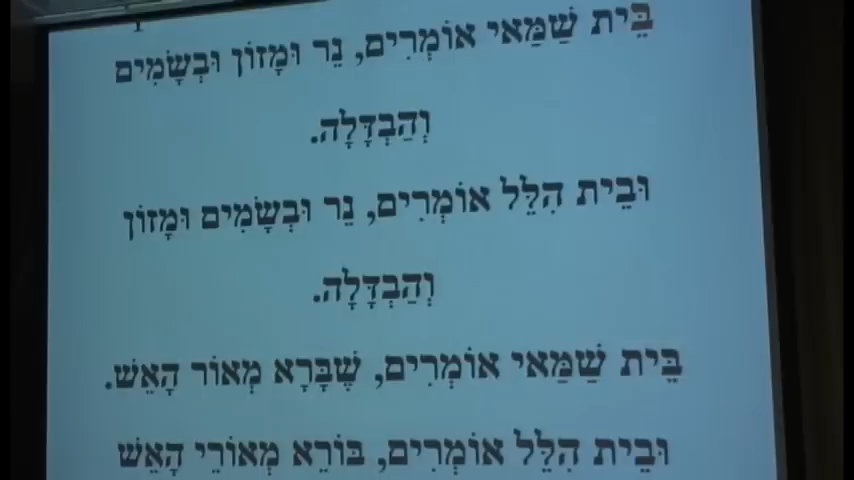 בֵּית שַׁמַּאי אוֹמְרִים, נֵר וּמָזוֹן וּבְשָׂמִים
וְהַבְדָּלָה.
וּבֵית הִלֵּל אוֹמְרִים, נֵר וּבְשָׂמִים וּמָזוֹן
וְהַבְדָּלָה.
בֵּית שַׁמַּאי אוֹמְרִים, שֶׁבָּרָא מְאוֹר הָאֵשׁ.
וּבֵית הִלֵּל אוֹמְרִים, בּוֹרֵא מְאוֹרֵי הָאֵשׁ